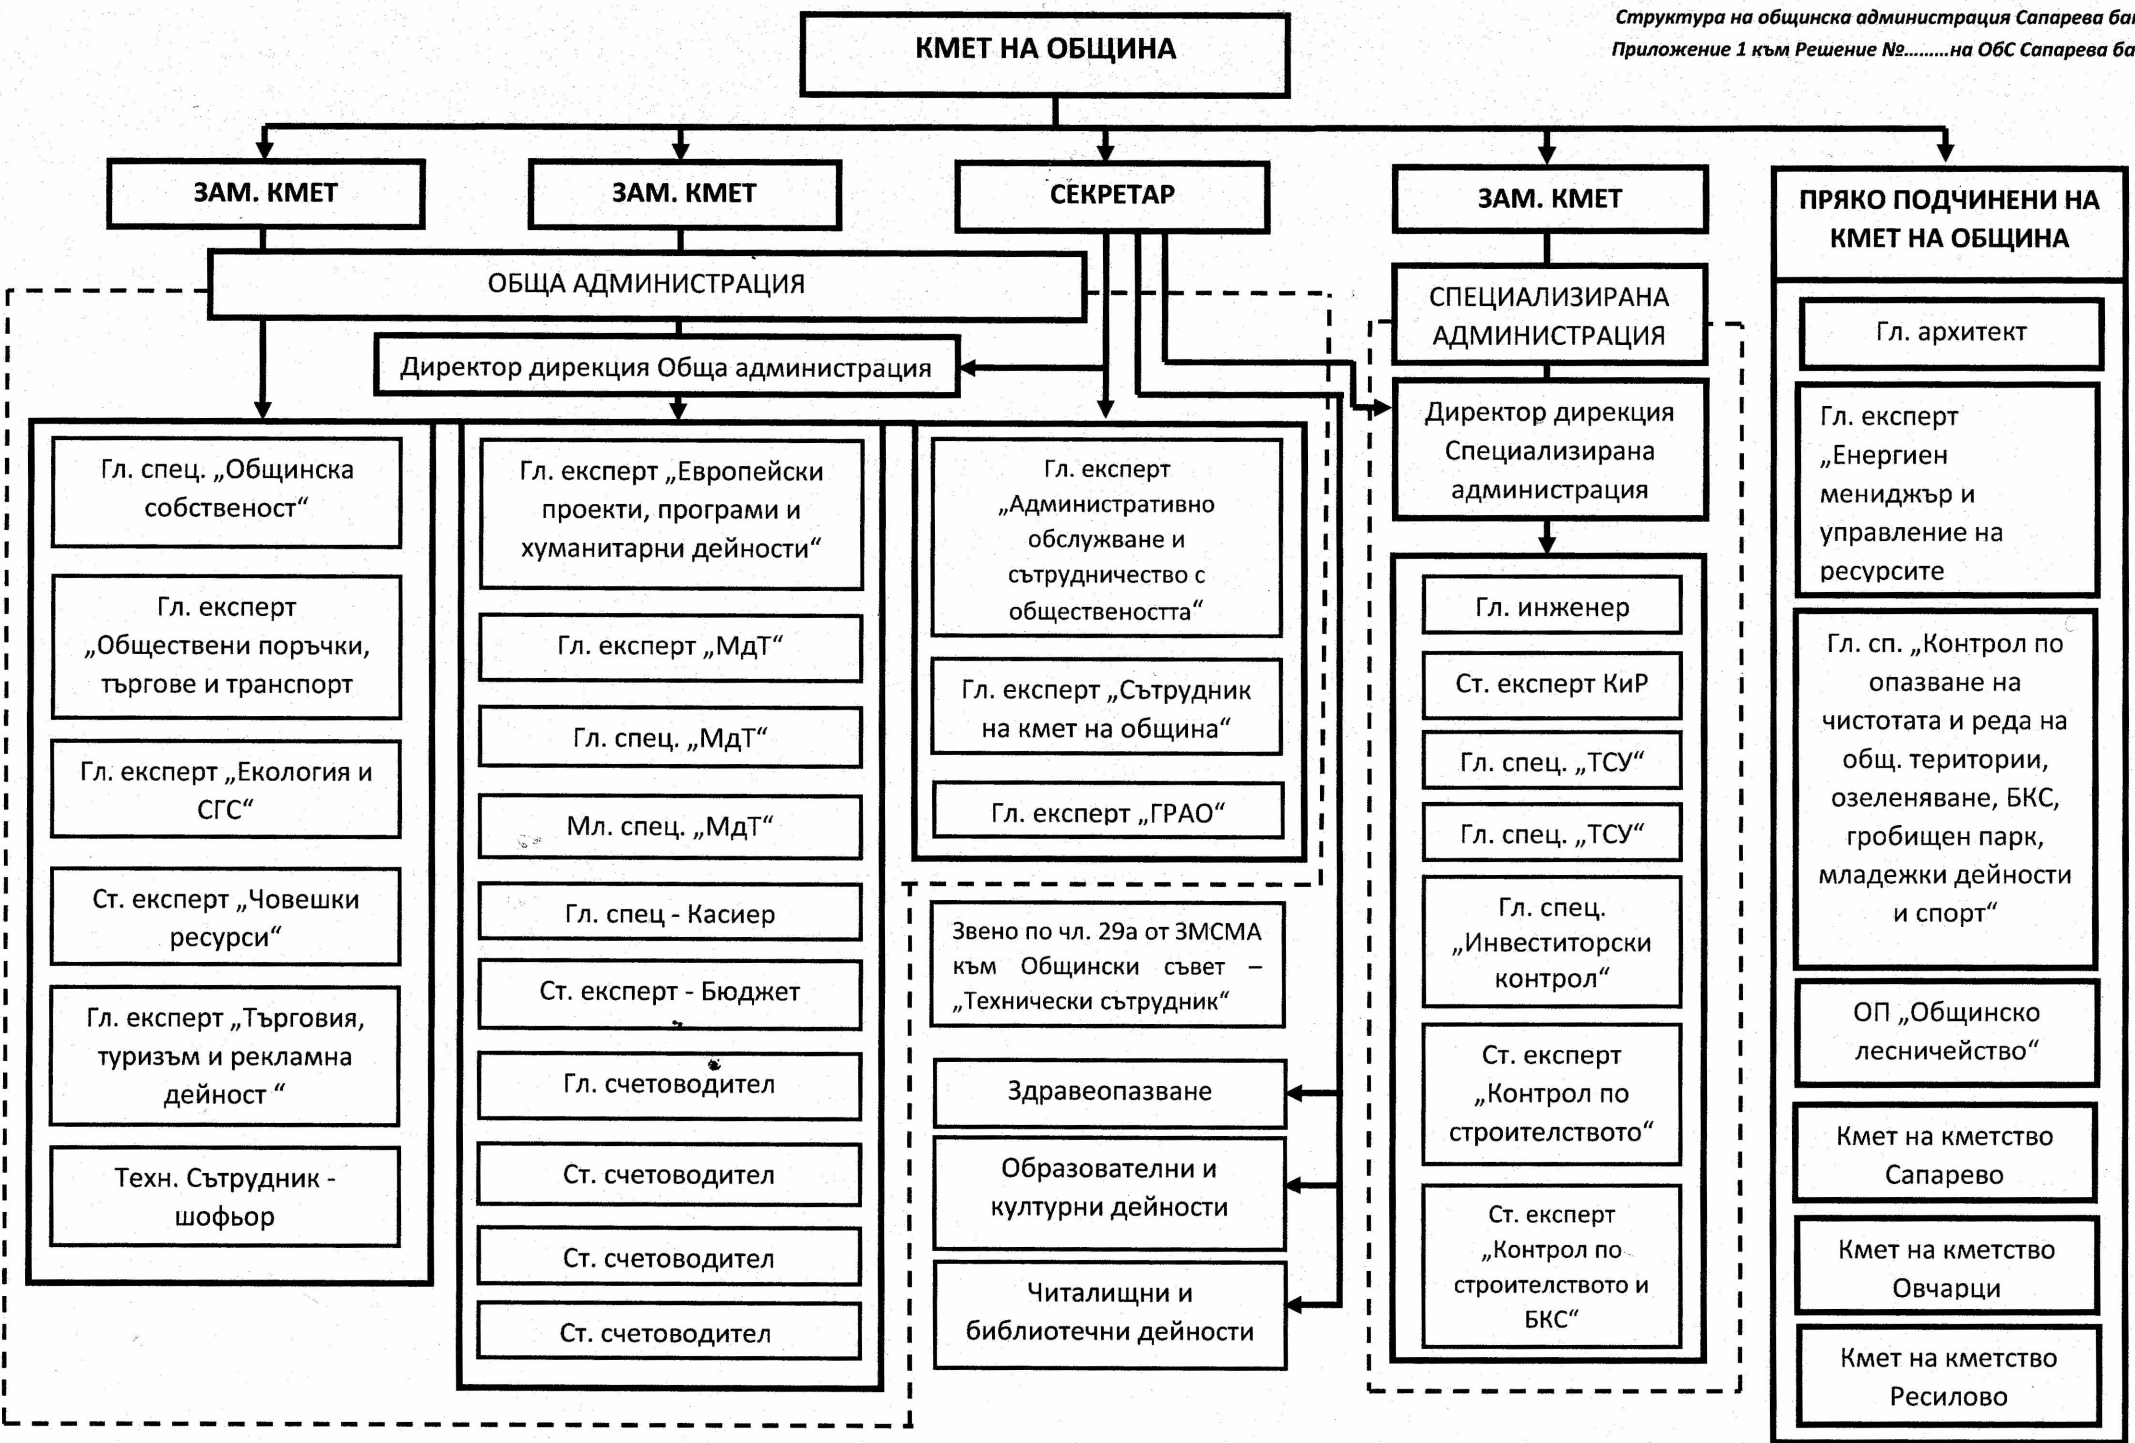 Структура на общинска администрация Сапарева
Приложение 1 към Решение №.........на ОбС Сапарева
КМЕТ НА ОБЩИНА
ЗАМ. КМЕТ
ЗАМ. КМЕТ
СЕКРЕТАР
ЗАМ. КМЕТ
ПРЯКО ПОДЧИНЕНИ НА
КМЕТ НА ОБЩИНА
ОБЩА АДМИНИСТРАЦИЯ
Директор дирекция Обща администрация
Гл. спец. „Общинска
собственост“
Гл. експерт
„Обществени поръчки,
търгове и транспорт
Гл. експерт „Екология и
СГС“
Ст. експерт „Човешки
ресурси“
Гл. експерт „Търговия,
туризъм и рекламна
дейност “
Техн. Сътрудник -
шофьор
Гл. експерт „Европейски
проекти, програми и
хуманитарни дейности“
Гл. експерт „МдТ“
Гл. спец. „МдТ“
Мл. спец. „МдТ“
Гл. спец - Касиер
Ст. експерт - Бюджет
Гл. счетоводител
Ст. счетоводител
Ст. счетоводител
Ст. счетоводител
Гл. експерт
„Административно
обслужване и
сътрудничество с
обществеността“
Гл. експерт „Сътрудник
на кмет на община“
Гл. експерт „ГРАО“
Звено по чл. 29а от ЗМСМА
към Общински съвет –
„Технически сътрудник“
Здравеопазване
Образователни и
културни дейности
Читалищни и
библиотечни дейности
СПЕЦИАЛИЗИРАНА
АДМИНИСТРАЦИЯ
Директор дирекция
Специализирана
администрация
Гл. инженер
Ст. експерт КиР
Гл. спец. „ТСУ“
Гл. спец. „ТСУ“
Гл. спец.
„Инвеститорски
контрол“
Ст. експерт
„Контрол по
строителството“
Ст. експерт
„Контрол по
строителството и
БКС“
Гл. архитект
Гл. експерт
„Енергиен
мениджър и
управление на
ресурсите
Гл. сп. „Контрол по
опазване на
чистотата и реда на
общ. територии,
озеленяване, БКС,
гробищен парк,
младежки дейности
и спорт“
ОП „Общинско
лесничейство“
Кмет на кметство
Сапарево
Кмет на кметство
Овчарци
Кмет на кметство
Ресилово